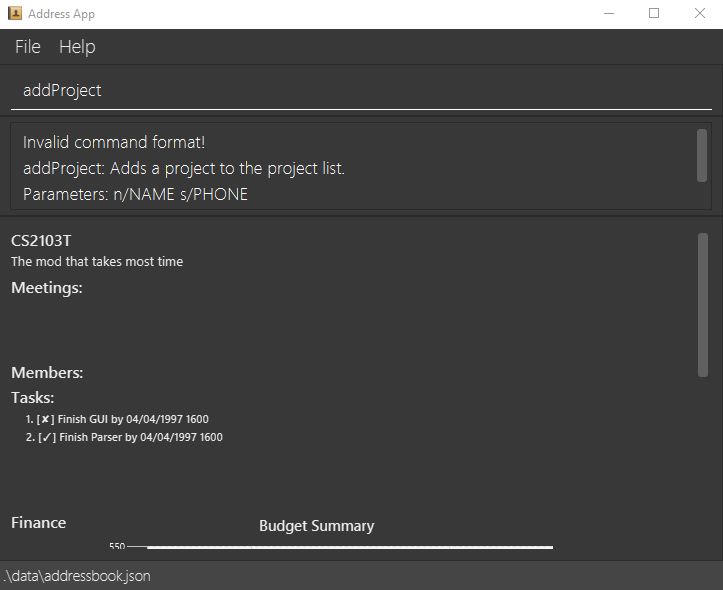 Address App
File Help
addProject
Invalid command format!
addProject: Adds a project to the project list.
Parameters: n/NAME s/PHONE
CS2103T
The mod that takes most time
Meetings:
Members:
Tasks:
1. [✘] Finish GUI by 04/04/1997 1600
2. [✓] Finish Parser by 04/04/1997 1600
Finance
Budget Summary
550
.\data\addressbook.json